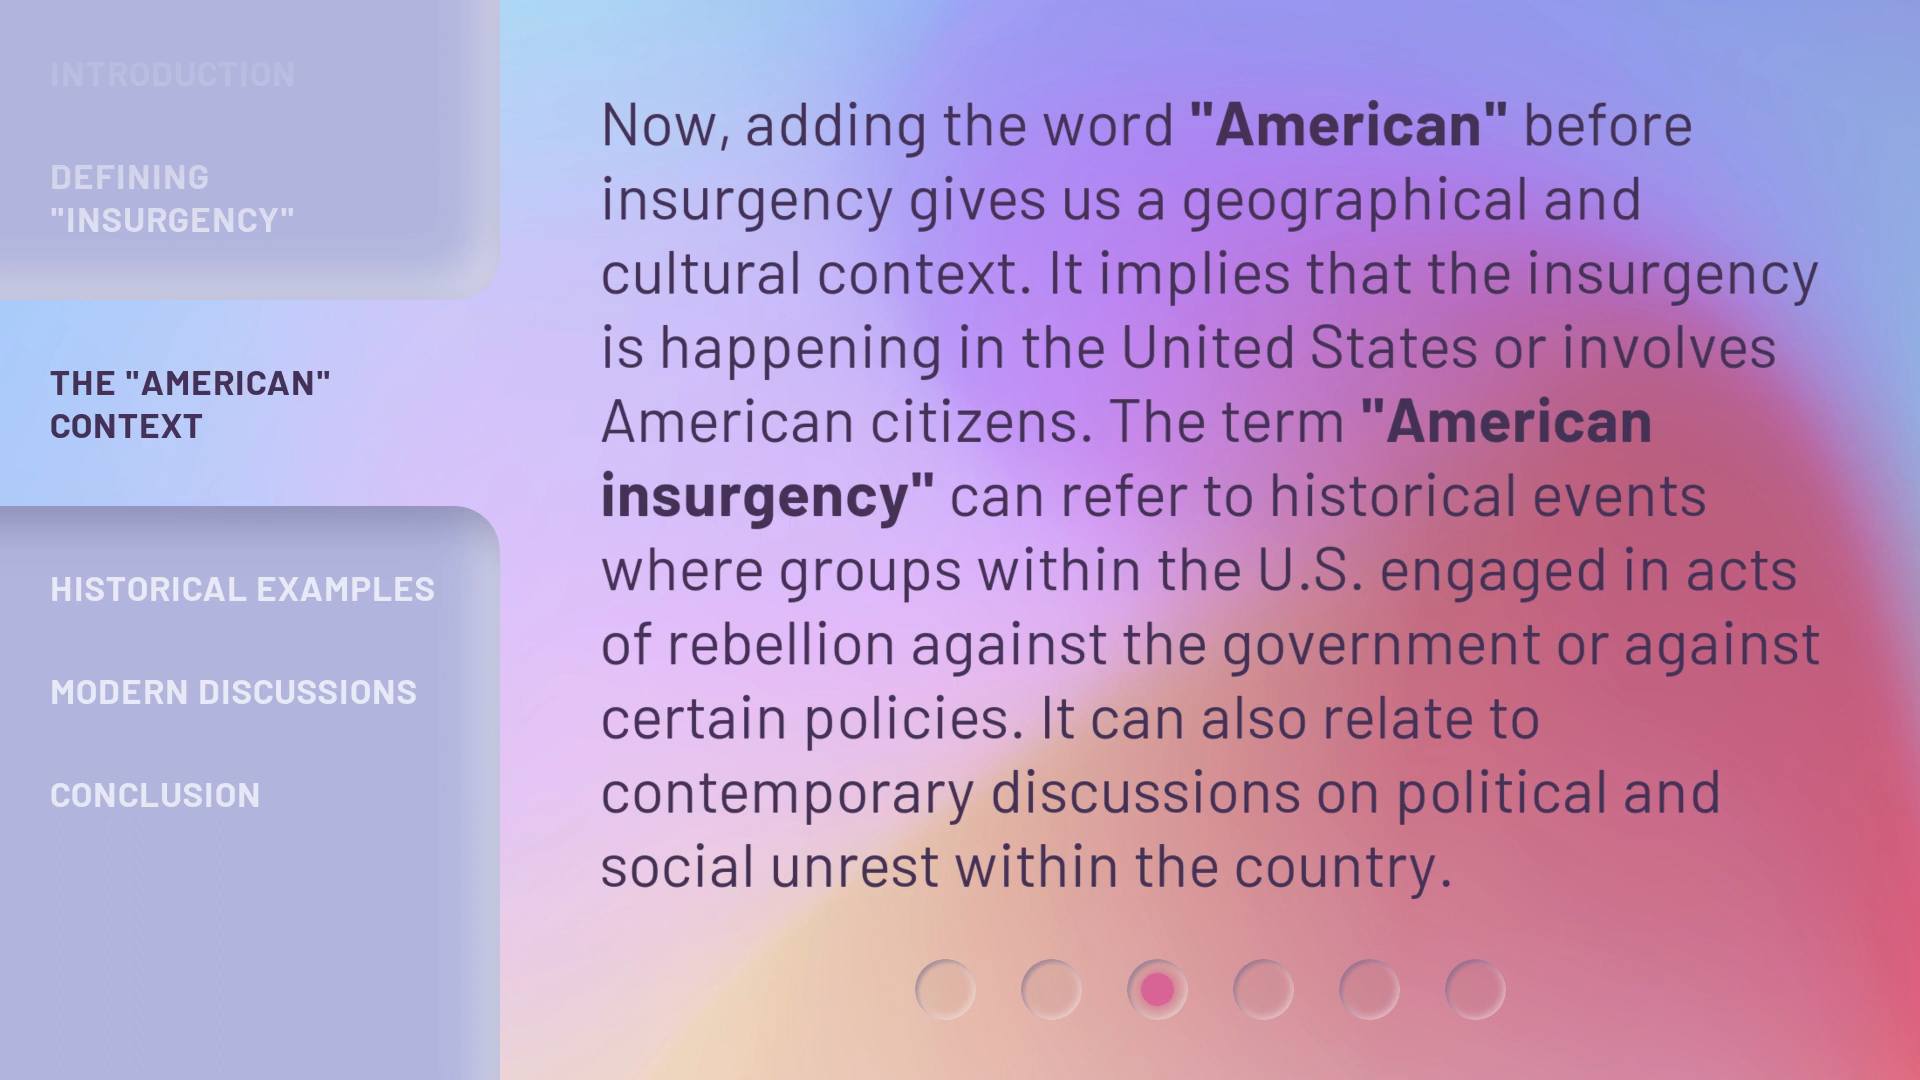 INTRODUCTION
DEFINING
"INSURGENCY"
THE "AMERICAN"
CONTEXT
HISTORICAL EXAMPLES
MODERN DISCUSSIONS
CONCLUSION
Now, adding the word "American" before
insurgency gives us a geographical and
cultural context. It implies that the insurgency
is happening in the United States or involves
American citizens. The term "American
insurgency" can refer to historical events
where groups within the U.S. engaged in acts
of rebellion against the government or against
certain policies. It can also relate to
contemporary discussions on political and
social unrest within the country.